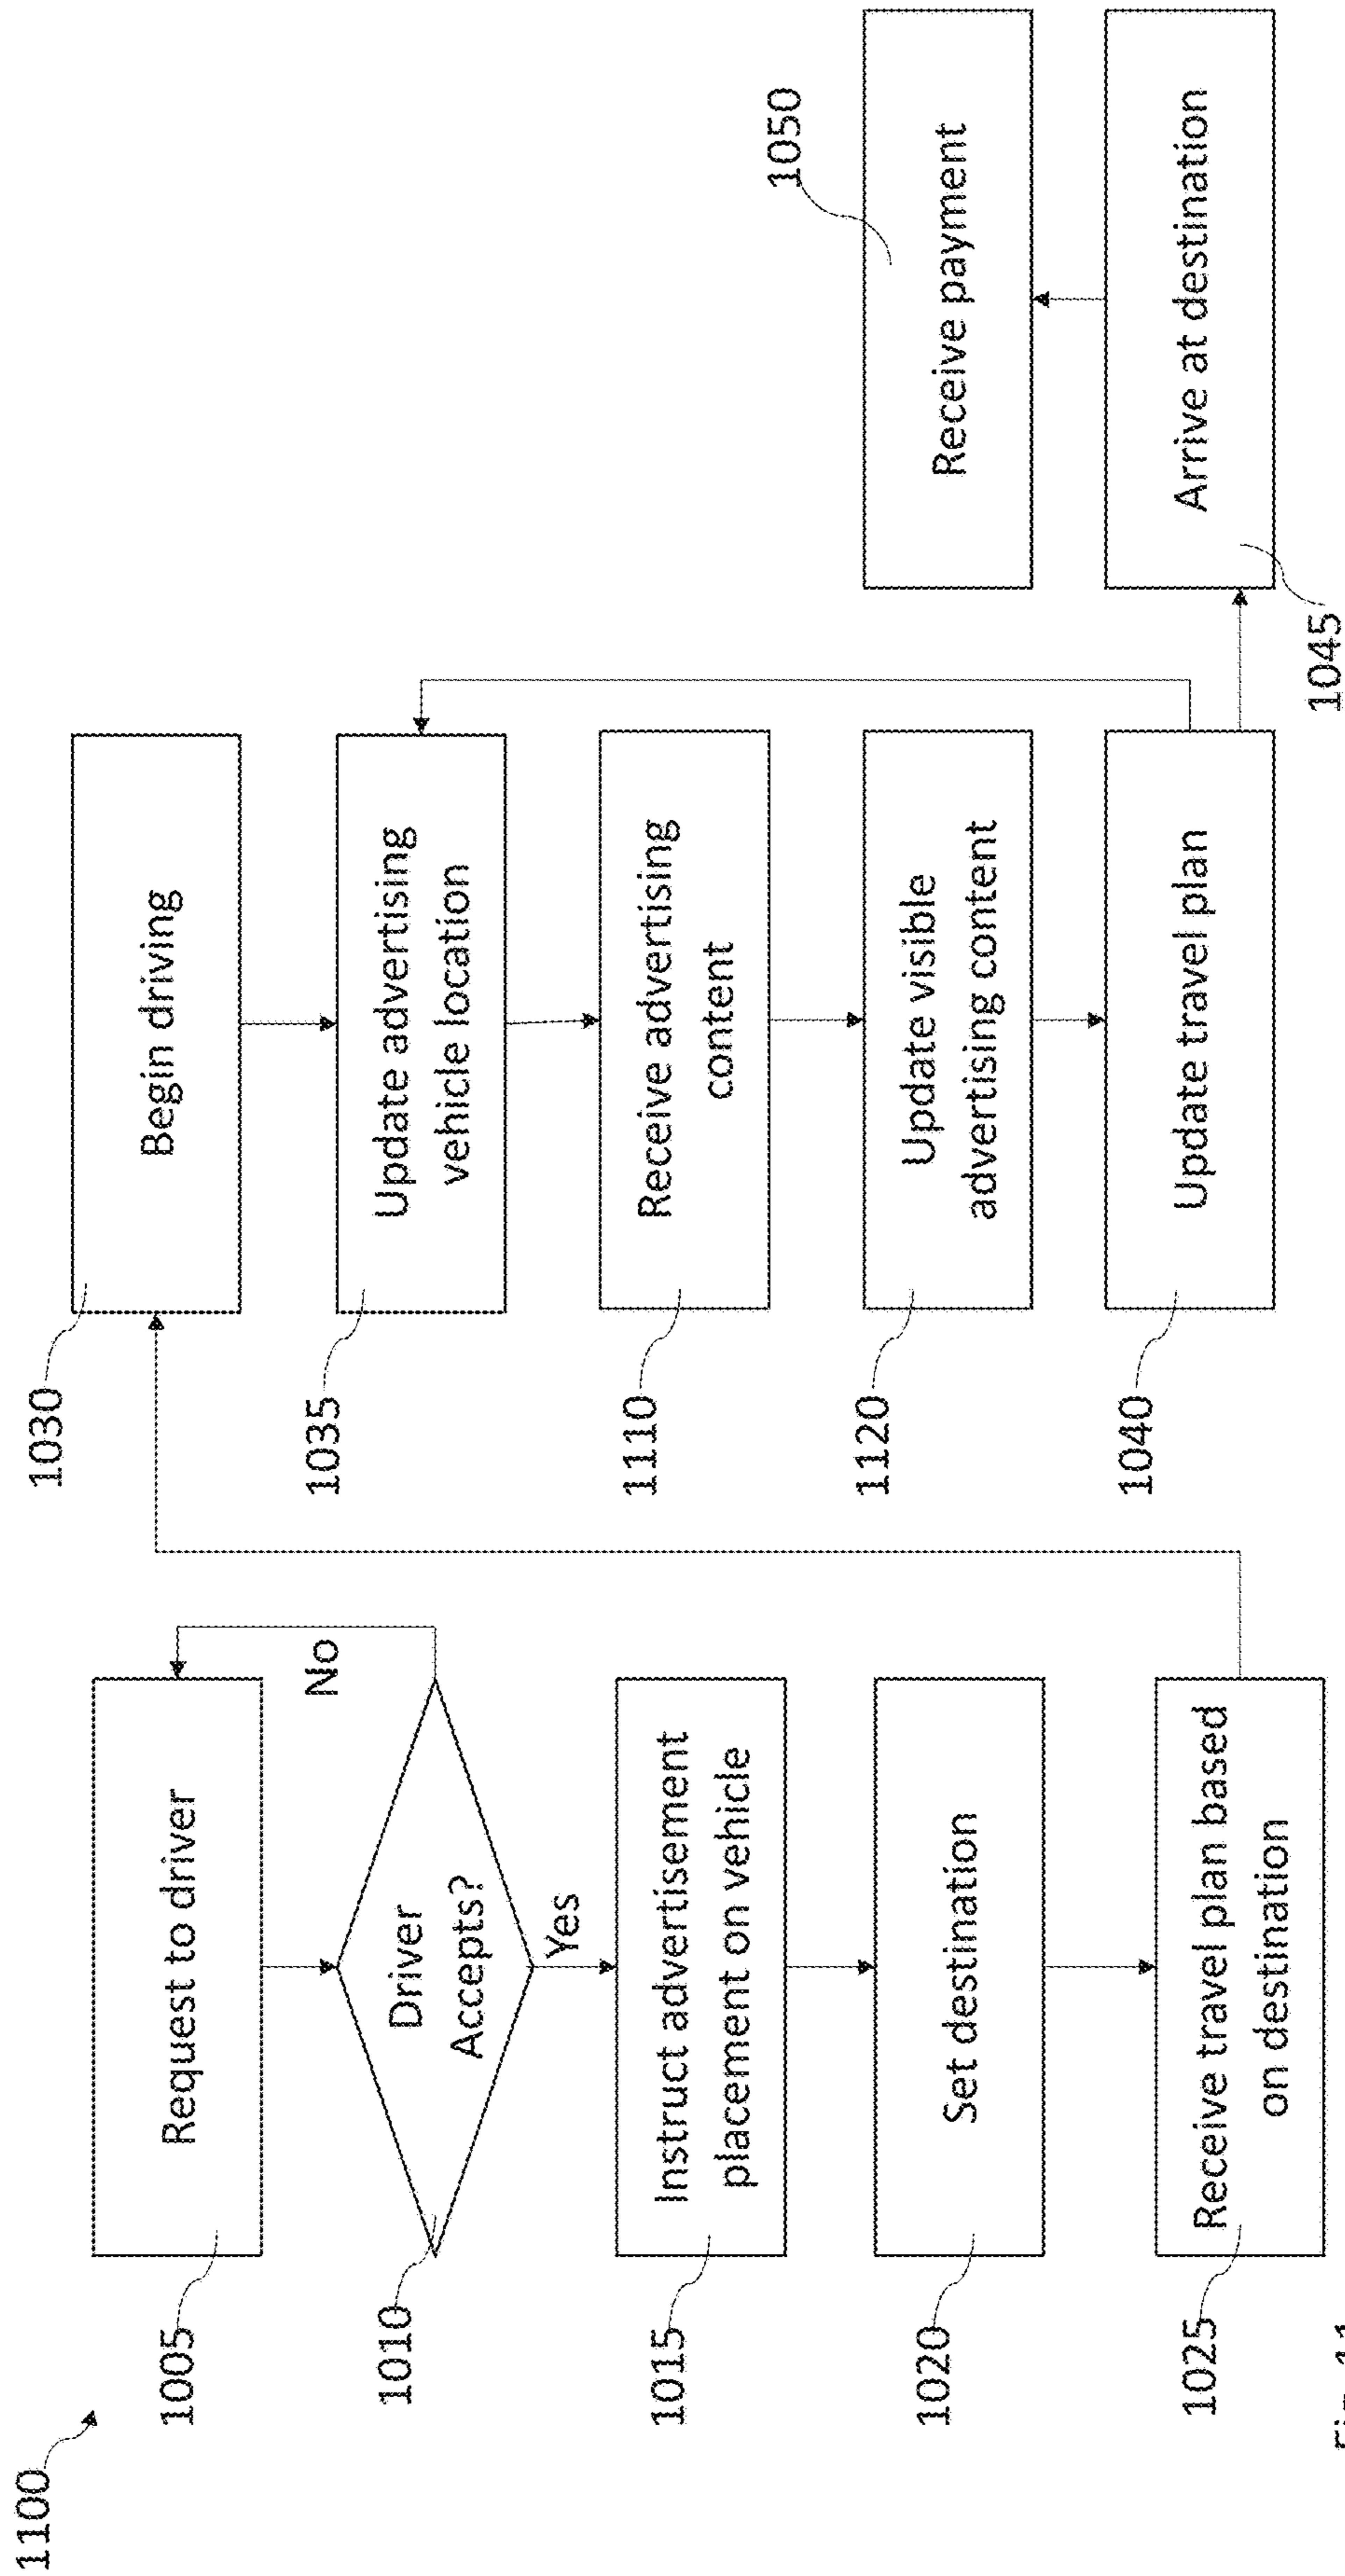 1100
1005
Request to driver
No
1010
Driver
Accepts?
Yes
1015
Instruct advertisement
placement on vehicle
1020
Set destination
1025
Receive travel plan based
on destination
1030
Begin driving
1035
Update advertising
vehicle location
1110
Receive advertising
content
1120
Update visible
advertising content
1040
Update travel plan
1050
Receive payment
1045
Arrive at destination
Fig. 11